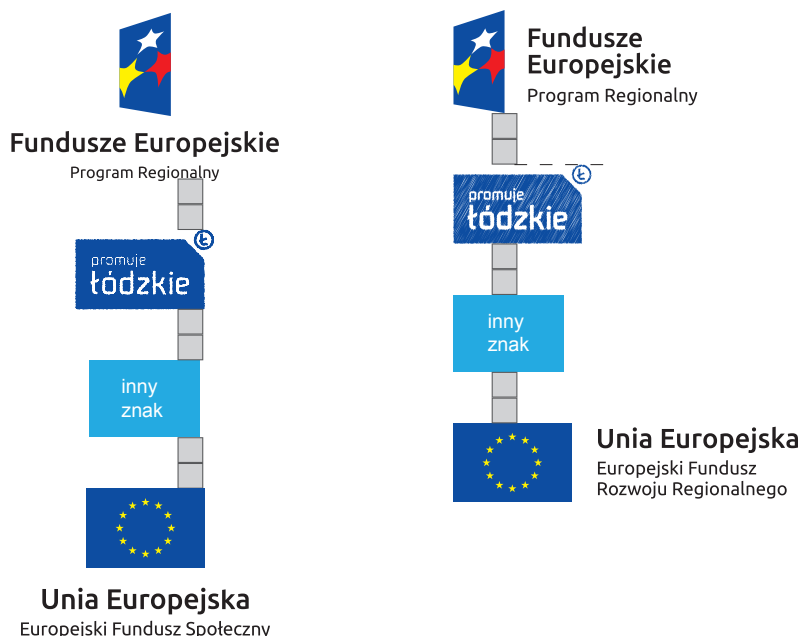 Fundusze Europejskie
Program Regionalny
Ł
promuje
łódzkie
inny
znak
Unia Europejska
Europejski Fundusz Społeczny
Fundusze
Europejskie
Program Regionalny
Ł
promuje
łódzkie
inny
znak
Unia Europejska
Europejski Fundusz
Rozwoju Regionalnego